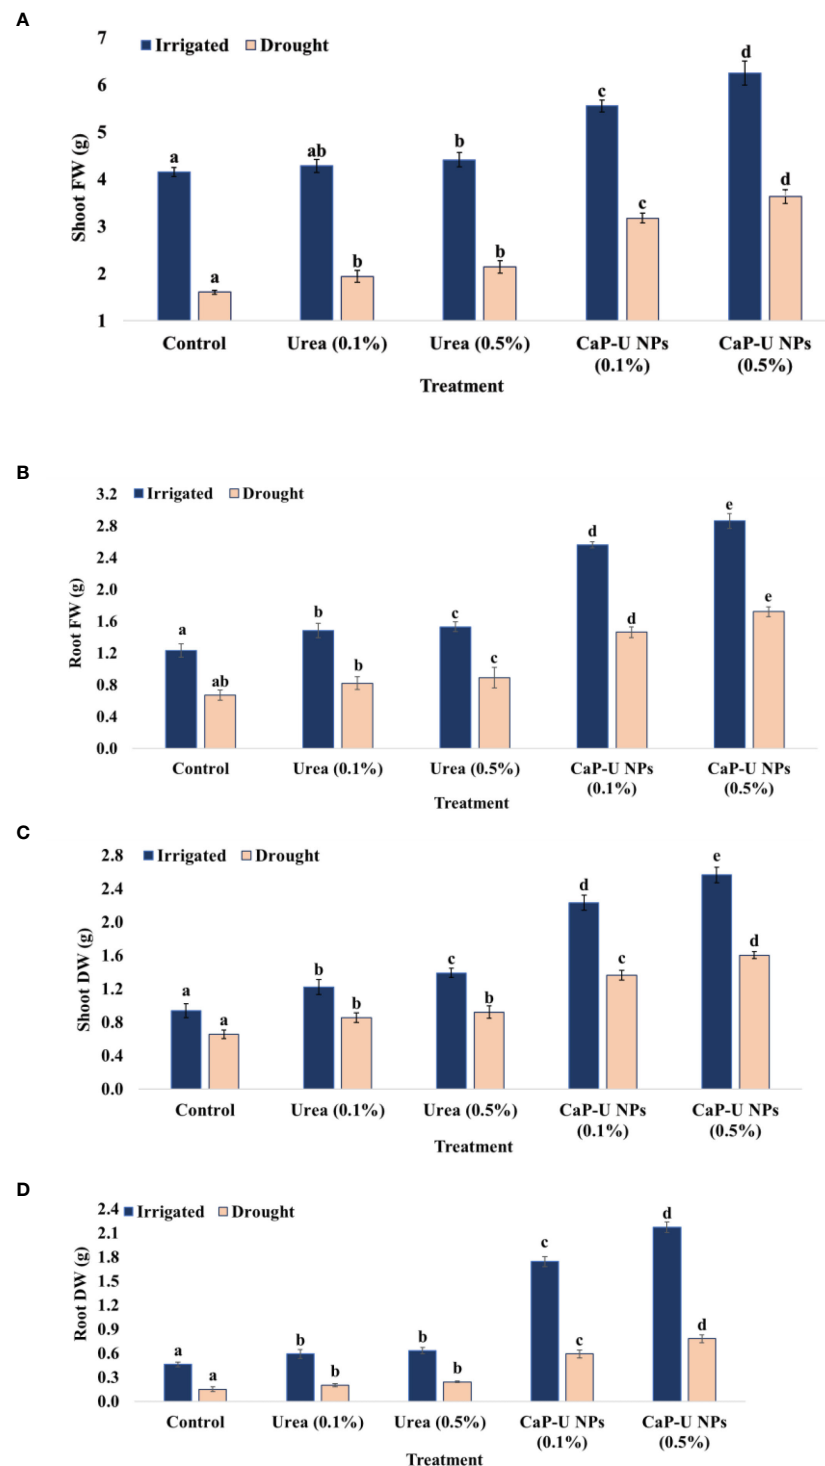 A
Irrigated Drought
7
6
5
4
3
2
1
Shoot FW (g)
a
a
ab
b
b
b
c
c
d
d
Control Urea (0.1%) Urea (0.5%) CaP-U NPs CaP-U NPs
(0.1%) (0.5%)
Treatment
B
Irrigated Drought
3.2
2.8
2.4
2.0
1.6
1.2
0.8
0.4
0.0
Root FW (g)
a
ab
b
b
c
c
d
d
e
e
Control Urea (0.1%) Urea (0.5%) CaP-U NPs CaP-U NPs
(0.1%) (0.5%)
Treatment
C
Irrigated Drought
2.8
2.4
2.0
1.6
1.2
0.8
0.4
0.0
Shoot DW (g)
a
a
b
b
c
b
d
c
e
d
Control Urea (0.1%) Urea (0.5%) CaP-U NPs CaP-U NPs
(0.1%) (0.5%)
Treatment
D
Irrigated Drought
2.4
2.1
1.8
1.5
1.2
0.9
0.6
0.3
0.0
Root DW (g)
a
a
b
b
b
b
c
c
d
d
Control Urea (0.1%) Urea (0.5%) CaP-U NPs CaP-U NPs
(0.1%) (0.5%)
Treatment